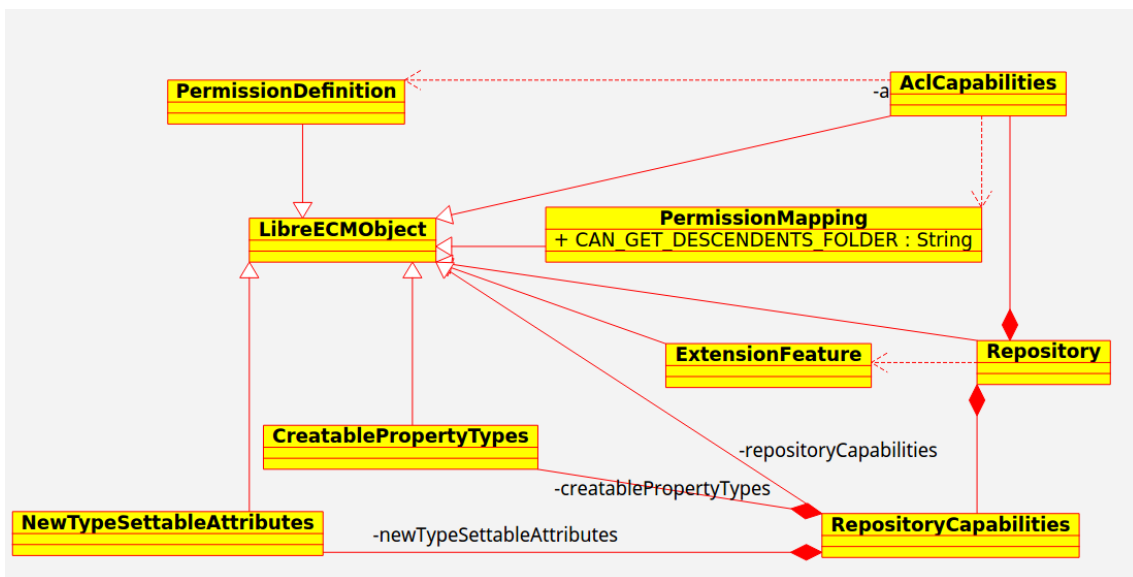 AclCapabilities
PermissionDefinition
-a
PermissionMapping
LibreECMObject
+ CAN_GET_DESCENDENTS_FOLDER : String
ExtensionFeature
Repository
CreatablePropertyTypes
-repositoryCapabilities
-creatablePropertyTypes
NewTypeSettableAttributes
RepositoryCapabilities
-newTypeSettableAttributes